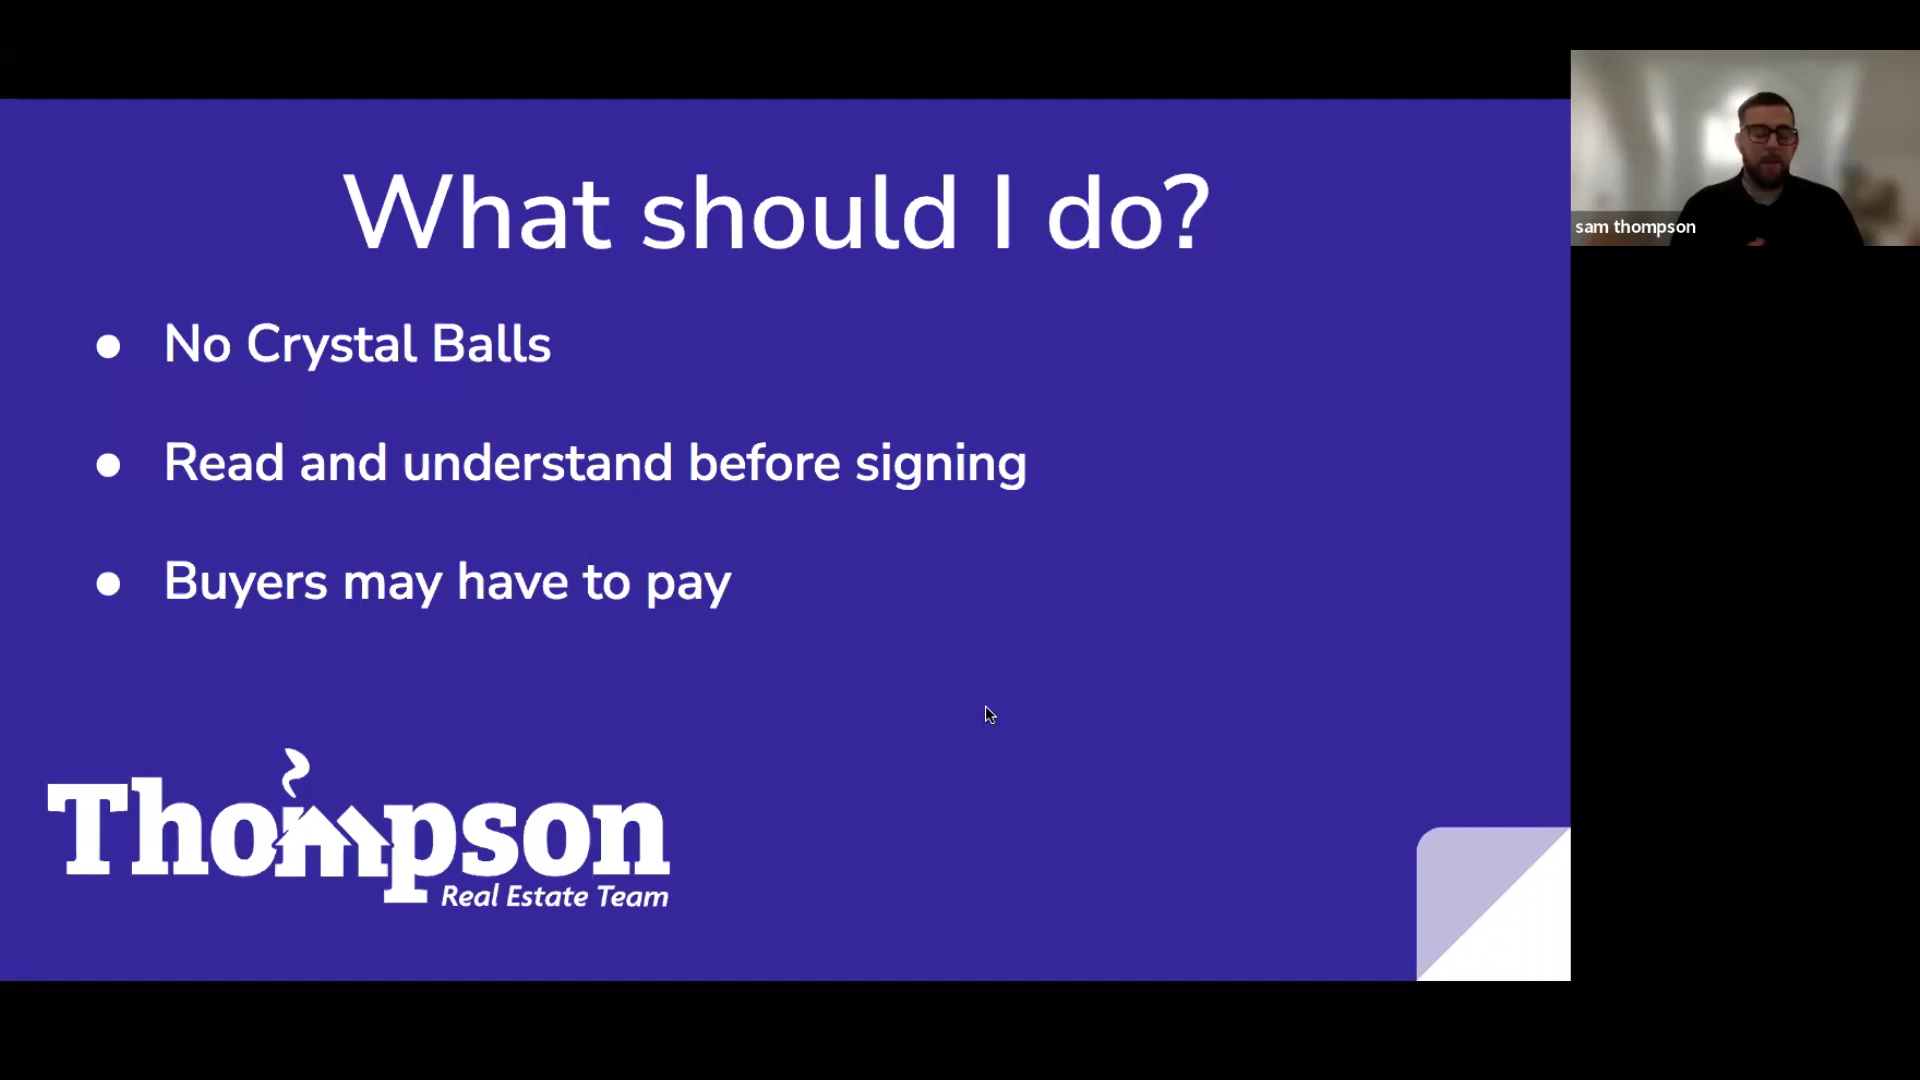 What should I do?
● No Crystal Balls
● Read and understand before signing
● Buyers may have to pay
Thompson
Real Estate Team
sam thompson